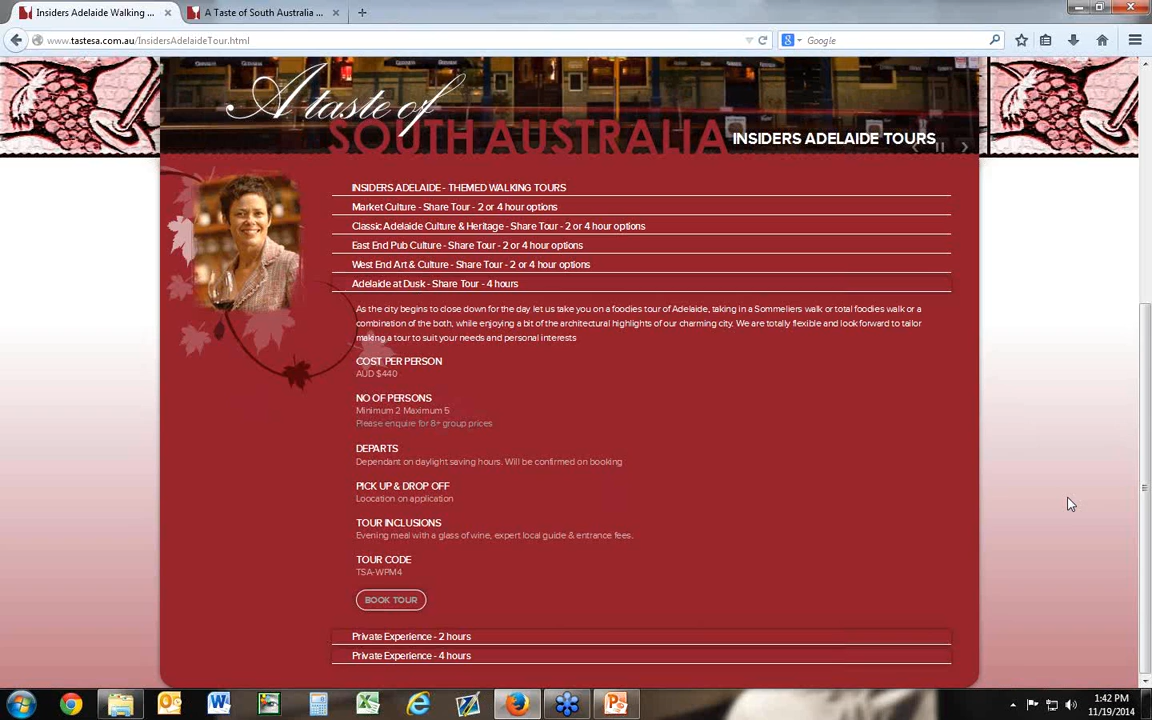 Insiders Adelaide Walking ...
A Taste of South Australia ...
www.tastesa.com.au/InsidersAdelaideTour.html
Google
A taste of
SOUTH AUSTRALIA
INSIDERS ADELAIDE TOURS
INSIDERS ADELAIDE - THEMED WALKING TOURS
Market Culture - Share Tour - 2 or 4 hour options
Classic Adelaide Culture & Heritage - Share Tour - 2 or 4 hour options
East End Pub Culture - Share Tour - 2 or 4 hour options
West End Art & Culture - Share Tour - 2 or 4 hour options
Adelaide at Dusk - Share Tour - 4 hours
As the city begins to close down for the day let us take you on a foodies tour of Adelaide, taking in a Sommeliers walk or total foodies walk or a
combination of the both, while enjoying a bit of the architectural highlights of our charming city. We are totally flexible and look forward to tailor
making a tour to suit your needs and personal interests
COST PER PERSON
AUD $440
NO OF PERSONS
Minimum 2 Maximum 5
Please enquire for 8+ group prices
DEPARTS
Dependant on daylight saving hours. Will be confirmed on booking
PICK UP & DROP OFF
Loocation on application
TOUR INCLUSIONS
Evening meal with a glass of wine, expert local guide & entrance fees.
TOUR CODE
TSA-WPM4
BOOK TOUR
Private Experience - 2 hours
Private Experience - 4 hours
1:42 PM
11/19/2014